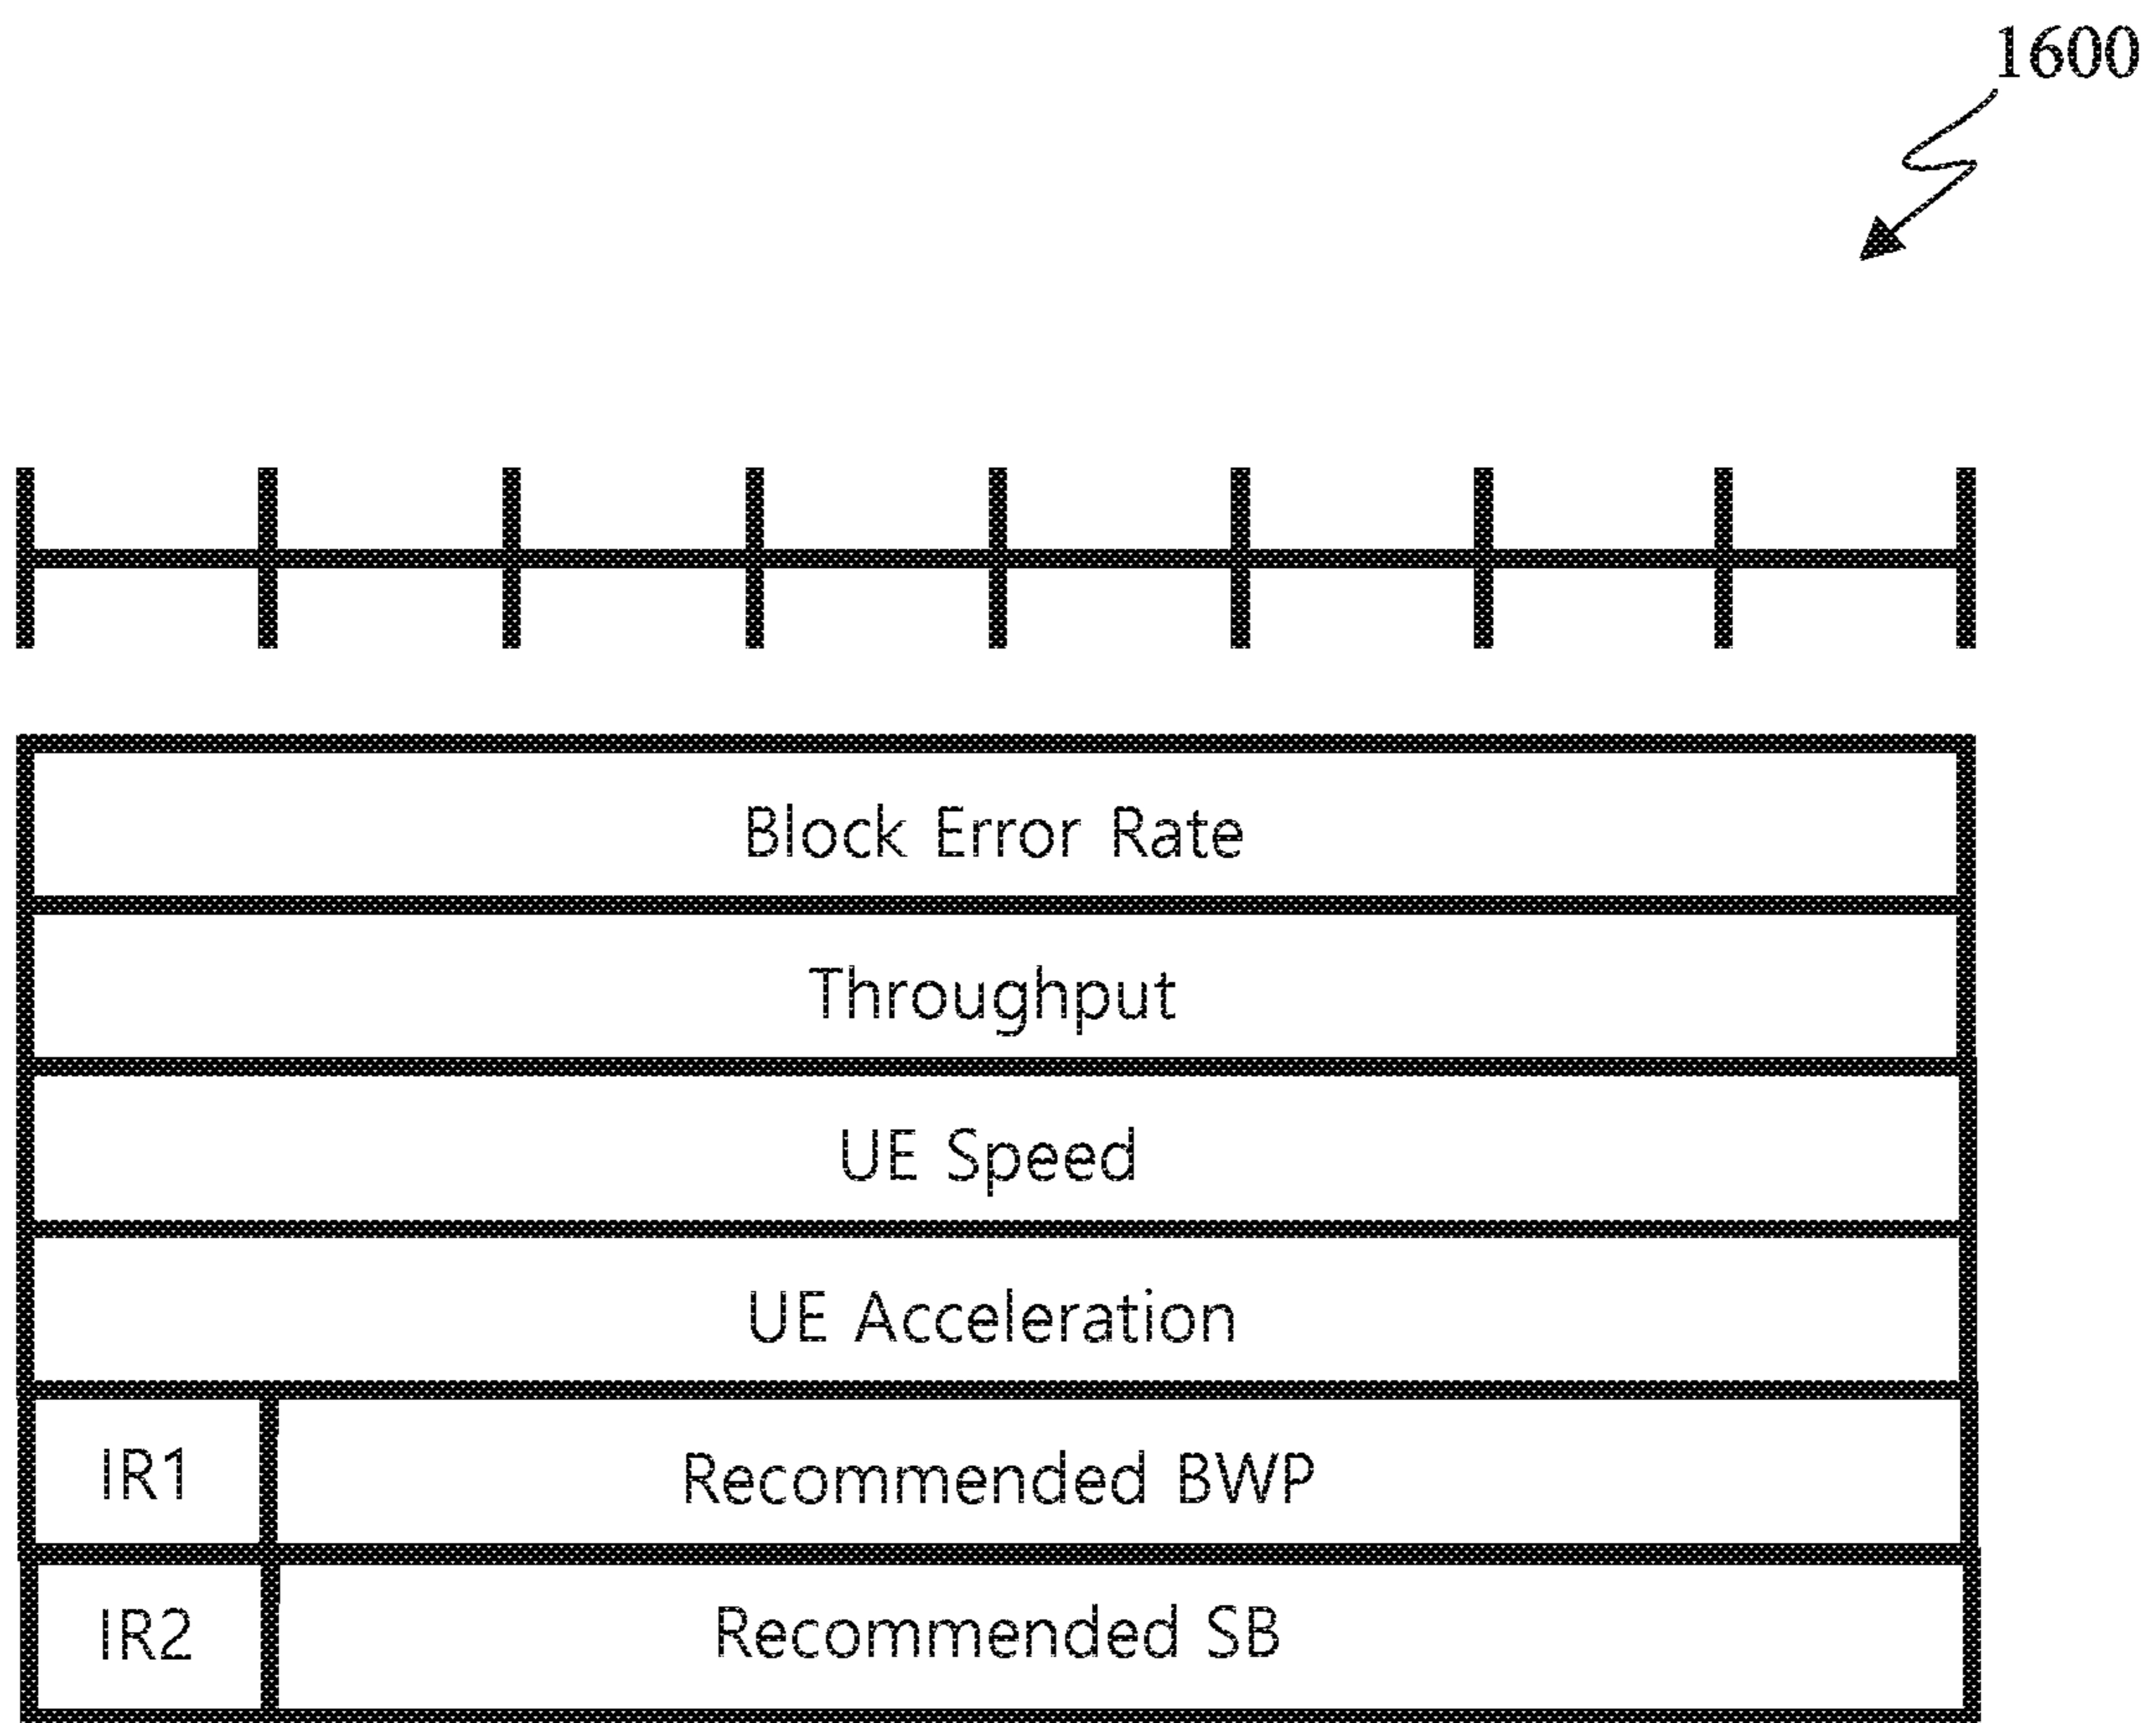 1600
Block Error Rate
Throughput
UE Speed
UE Acceleration
IR1 Recommended BWP
IR2 Recommended SB